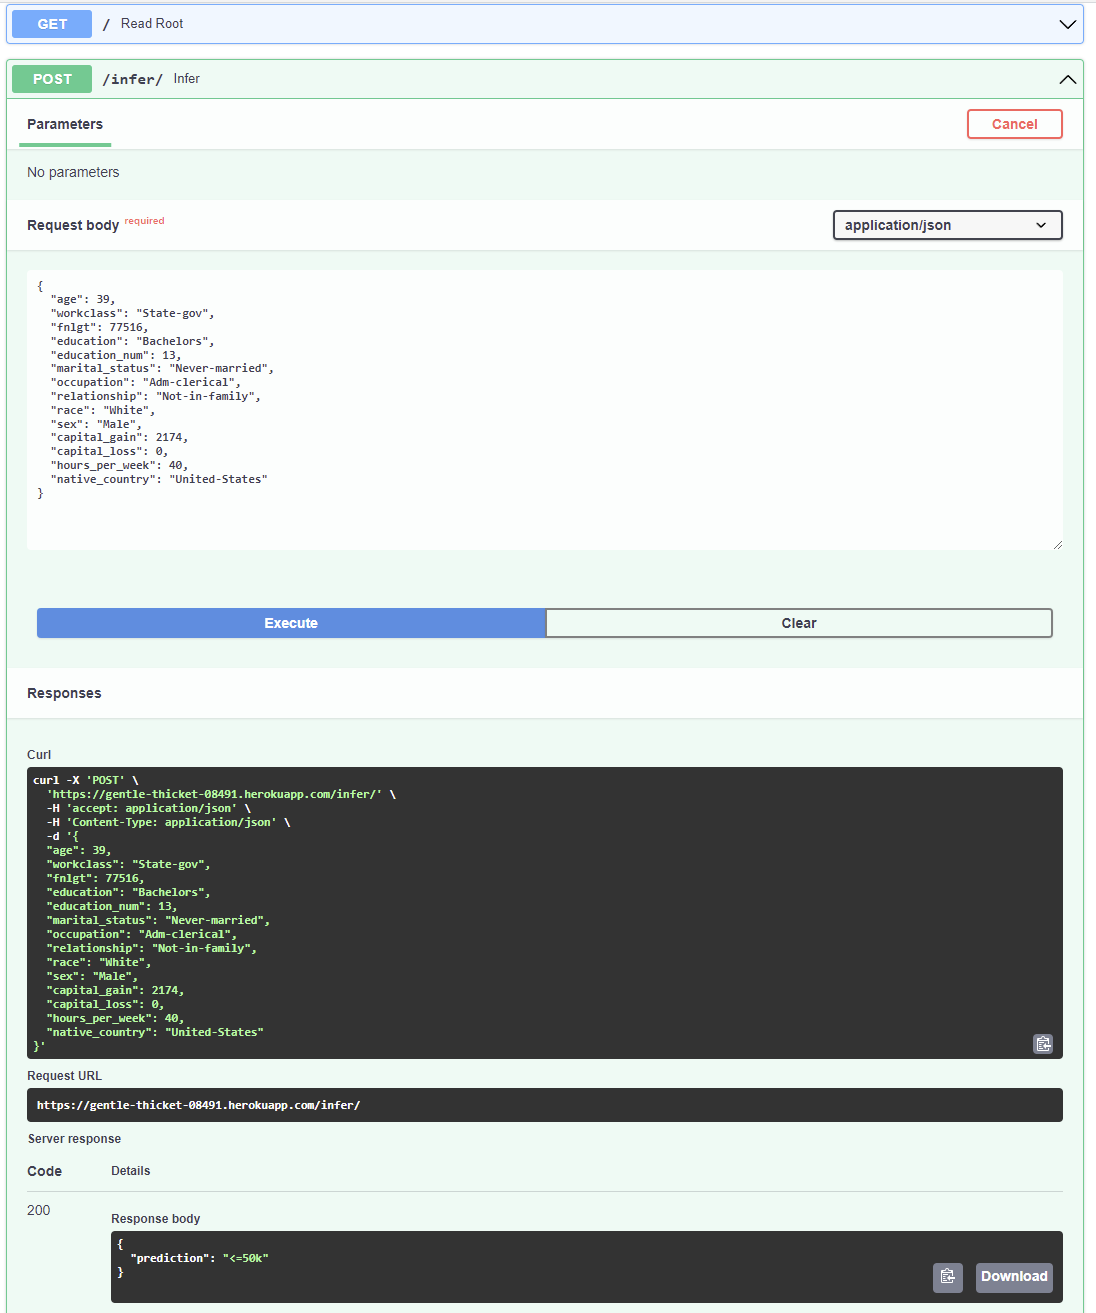 GET / Read Root
POST /infer/ Infer
Parameters
Cancel
No parameters
Request body required
application/json
{
  "age": 39,
  "workclass": "State-gov",
  "fnlgt": 77516,
  "education": "Bachelors",
  "education_num": 13,
  "marital_status": "Never-married",
  "occupation": "Adm-clerical",
  "relationship": "Not-in-family",
  "race": "White",
  "sex": "Male",
  "capital_gain": 2174,
  "capital_loss": 0,
  "hours_per_week": 40,
  "native_country": "United-States"
}
Execute
Clear
Responses
Curl
curl -X 'POST' \
  'https://gentle-thicket-08491.herokuapp.com/infer/' \
  -H 'accept: application/json' \
  -H 'Content-Type: application/json' \
  -d '{
  "age": 39,
  "workclass": "State-gov",
  "fnlgt": 77516,
  "education": "Bachelors",
  "education_num": 13,
  "marital_status": "Never-married",
  "occupation": "Adm-clerical",
  "relationship": "Not-in-family",
  "race": "White",
  "sex": "Male",
  "capital_gain": 2174,
  "capital_loss": 0,
  "hours_per_week": 40,
  "native_country": "United-States"
}'
Request URL
https://gentle-thicket-08491.herokuapp.com/infer/
Server response
Code Details
200
Response body
{
  "prediction": "<=50k"
}
Download